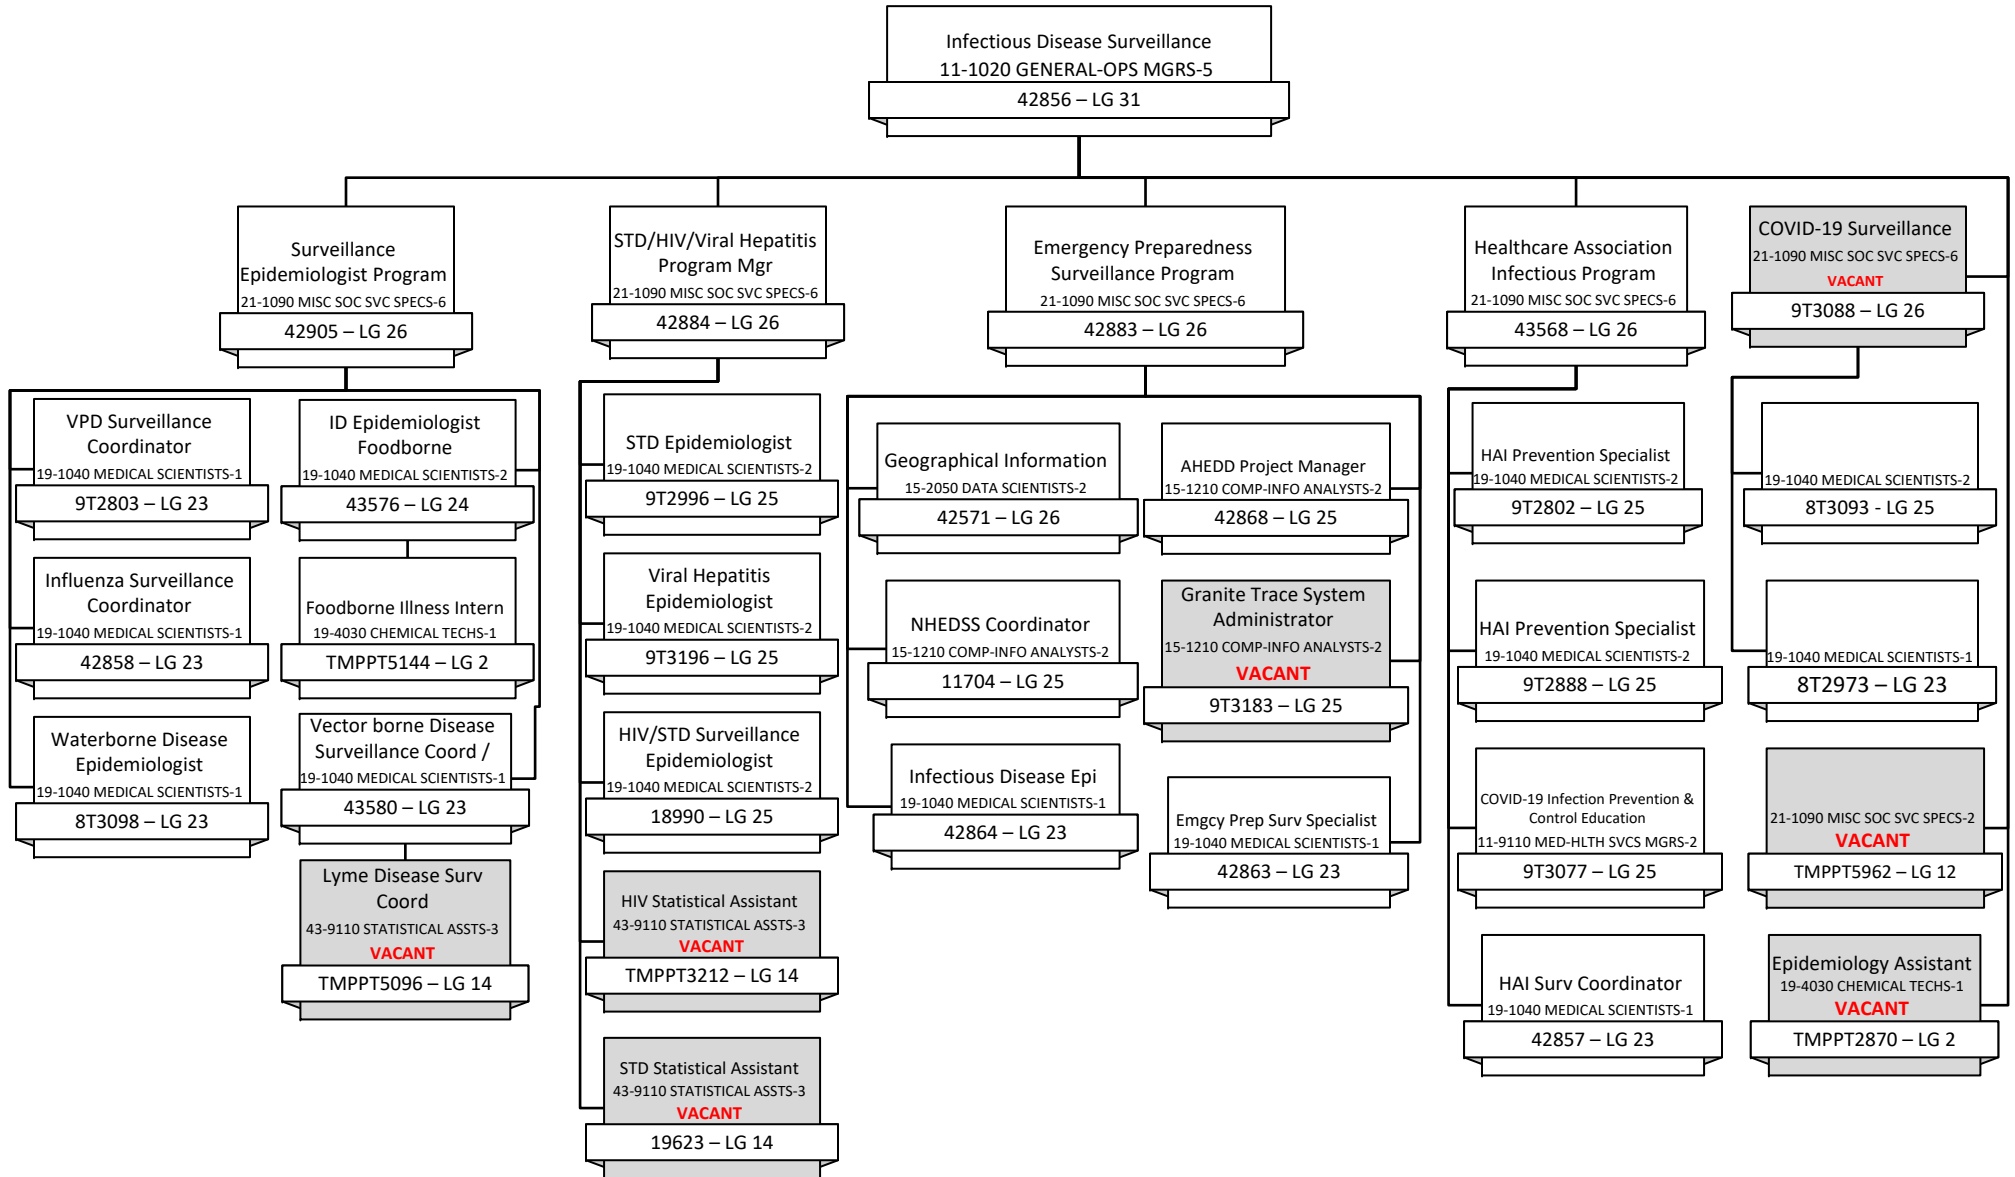 Infectious Disease Surveillance
11-1020 GENERAL-OPS MGRS-5
42856 – LG 31
Surveillance
Epidemiologist Program
21-1090 MISC SOC SVC SPECS-6
42905 – LG 26
STD/HIV/Viral Hepatitis
Program Mgr
21-1090 MISC SOC SVC SPECS-6
42884 – LG 26
Emergency Preparedness
Surveillance Program
21-1090 MISC SOC SVC SPECS-6
42883 – LG 26
Healthcare Association
Infectious Program
21-1090 MISC SOC SVC SPECS-6
43568 – LG 26
COVID-19 Surveillance
21-1090 MISC SOC SVC SPECS-6
VACANT
9T3088 – LG 26
VPD Surveillance
Coordinator
19-1040 MEDICAL SCIENTISTS-1
9T2803 – LG 23
Influenza Surveillance
Coordinator
19-1040 MEDICAL SCIENTISTS-1
42858 – LG 23
Waterborne Disease
Epidemiologist
19-1040 MEDICAL SCIENTISTS-1
8T3098 – LG 23
ID Epidemiologist
Foodborne
19-1040 MEDICAL SCIENTISTS-2
43576 – LG 24
Foodborne Illness Intern
19-4030 CHEMICAL TECHS-1
TMPPT5144 – LG 2
Vector borne Disease
Surveillance Coord /
19-1040 MEDICAL SCIENTISTS-1
43580 – LG 23
Lyme Disease Surv
Coord
43-9110 STATISTICAL ASSTS-3
VACANT
TMPPT5096 – LG 14
STD Epidemiologist
19-1040 MEDICAL SCIENTISTS-2
9T2996 – LG 25
Viral Hepatitis
Epidemiologist
19-1040 MEDICAL SCIENTISTS-2
9T3196 – LG 25
HIV/STD Surveillance
Epidemiologist
19-1040 MEDICAL SCIENTISTS-2
18990 – LG 25
HIV Statistical Assistant
43-9110 STATISTICAL ASSTS-3
VACANT
TMPPT3212 – LG 14
STD Statistical Assistant
43-9110 STATISTICAL ASSTS-3
VACANT
19623 – LG 14
Geographical Information
15-2050 DATA SCIENTISTS-2
42571 – LG 26
NHEDSS Coordinator
15-1210 COMP-INFO ANALYSTS-2
11704 – LG 25
Infectious Disease Epi
19-1040 MEDICAL SCIENTISTS-1
42864 – LG 23
AHEDD Project Manager
15-1210 COMP-INFO ANALYSTS-2
42868 – LG 25
Granite Trace System
Administrator
15-1210 COMP-INFO ANALYSTS-2
VACANT
9T3183 – LG 25
Emgcy Prep Surv Specialist
19-1040 MEDICAL SCIENTISTS-1
42863 – LG 23
HAI Prevention Specialist
19-1040 MEDICAL SCIENTISTS-2
9T2802 – LG 25
HAI Prevention Specialist
19-1040 MEDICAL SCIENTISTS-2
9T2888 – LG 25
COVID-19 Infection Prevention &
Control Education
11-9110 MED-HLTH SVCS MGRS-2
9T3077 – LG 25
HAI Surv Coordinator
19-1040 MEDICAL SCIENTISTS-1
42857 – LG 23
19-1040 MEDICAL SCIENTISTS-2
8T3093 - LG 25
19-1040 MEDICAL SCIENTISTS-1
8T2973 – LG 23
21-1090 MISC SOC SVC SPECS-2
VACANT
TMPPT5962 – LG 12
Epidemiology Assistant
19-4030 CHEMICAL TECHS-1
VACANT
TMPPT2870 – LG 2